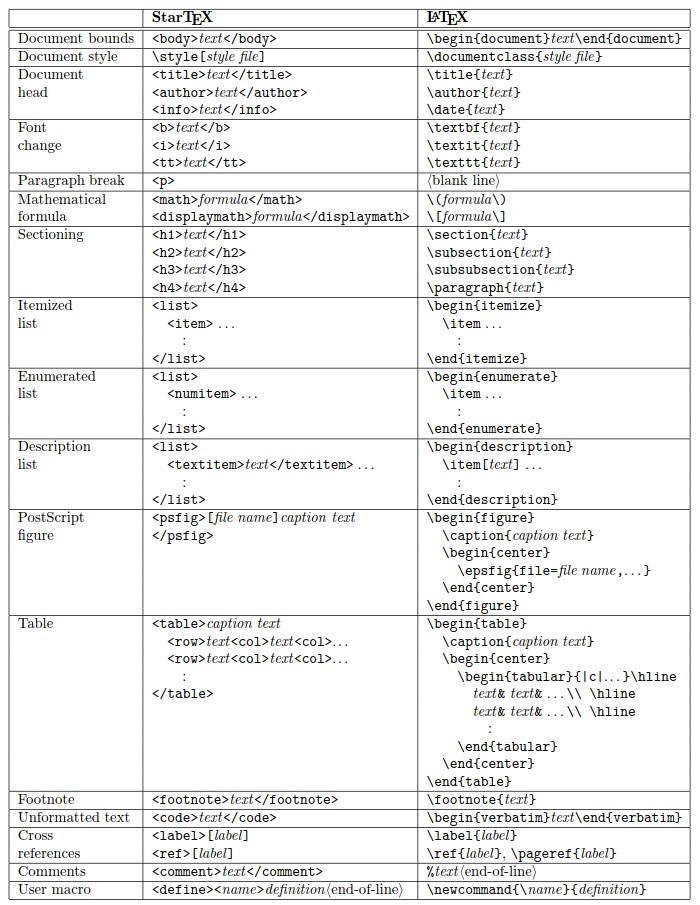 StarTEX LATEX
Document bounds <body>text</body> \begin{document}text\end{document}
Document style \style[style file] \documentclass{style file}
Document <title>text</title> \title{text}
head <author>text</author> \author{text}
<info>text</info> \date{text}
Font <b>text</b> \textbf{text}
change <i>text</i> \textit{text}
<tt>text</tt> \texttt{text}
Paragraph break <p> ⟨blank line⟩
Mathematical <math>formula</math> \(formula\)
formula <displaymath>formula</displaymath> \[formula\]
Sectioning <h1>text</h1> \section{text}
<h2>text</h2> \subsection{text}
<h3>text</h3> \subsubsection{text}
<h4>text</h4> \paragraph{text}
Itemized <list> \begin{itemize}
list <item> ... \item ...
: :
</list> \end{itemize}
Enumerated <list> \begin{enumerate}
list <numitem> ... \item ...
: :
</list> \end{enumerate}
Description <list> \begin{description}
list <textitem>text</textitem> ... \item[text] ...
: :
</list> \end{description}
PostScript <psfig>[file name] caption text \begin{figure}
figure </psfig> \caption{caption text}
\begin{center}
\epsfig{file=file name,...}
\end{center}
\end{figure}
Table <table>caption text \begin{table}
<row>text<col>text<col>... \caption{caption text}
<row>text<col>text<col>... \begin{center}
: \begin{tabular}{|c|...}\hline
</table> text& text& ...\\ \hline
text& text& ...\\ \hline
:
\end{tabular}
\end{center}
\end{table}
Footnote <footnote>text</footnote> \footnote{text}
Unformatted text <code>text</code> \begin{verbatim}text\end{verbatim}
Cross <label>[label] \label{label}
references <ref>[label] \ref{label}, \pageref{label}
Comments <comment>text</comment> %text⟨end-of-line⟩
User macro <define><name>definition⟨end-of-line⟩ \newcommand{\name}{definition}